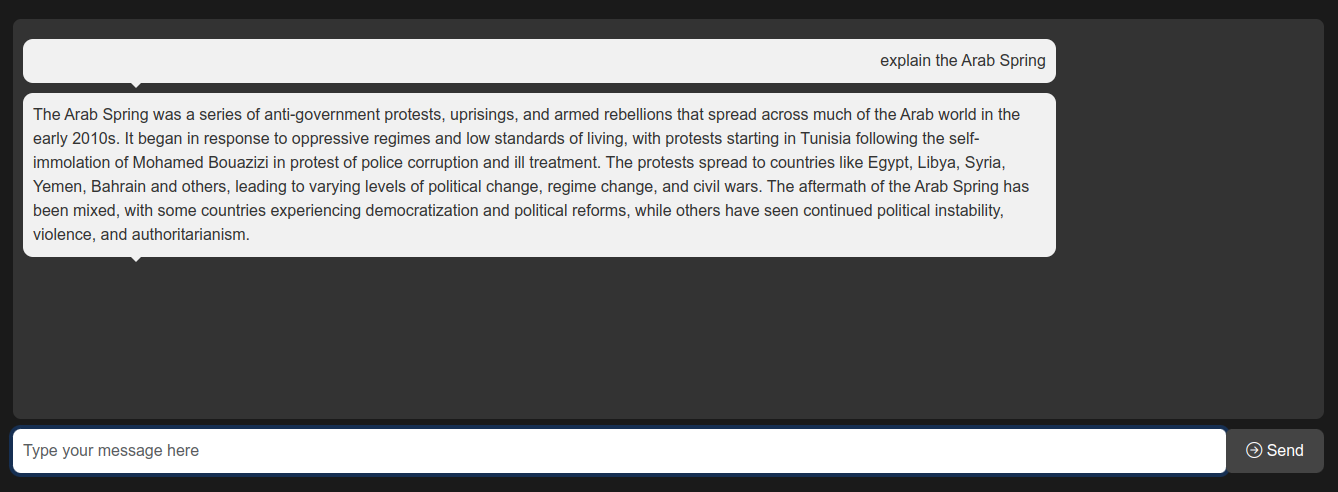 explain the Arab Spring
The Arab Spring was a series of anti-government protests, uprisings, and armed rebellions that spread across much of the Arab world in the
early 2010s. It began in response to oppressive regimes and low standards of living, with protests starting in Tunisia following the self-
immolation of Mohamed Bouazizi in protest of police corruption and ill treatment. The protests spread to countries like Egypt, Libya, Syria,
Yemen, Bahrain and others, leading to varying levels of political change, regime change, and civil wars. The aftermath of the Arab Spring has
been mixed, with some countries experiencing democratization and political reforms, while others have seen continued political instability,
violence, and authoritarianism.
Type your message here
Send